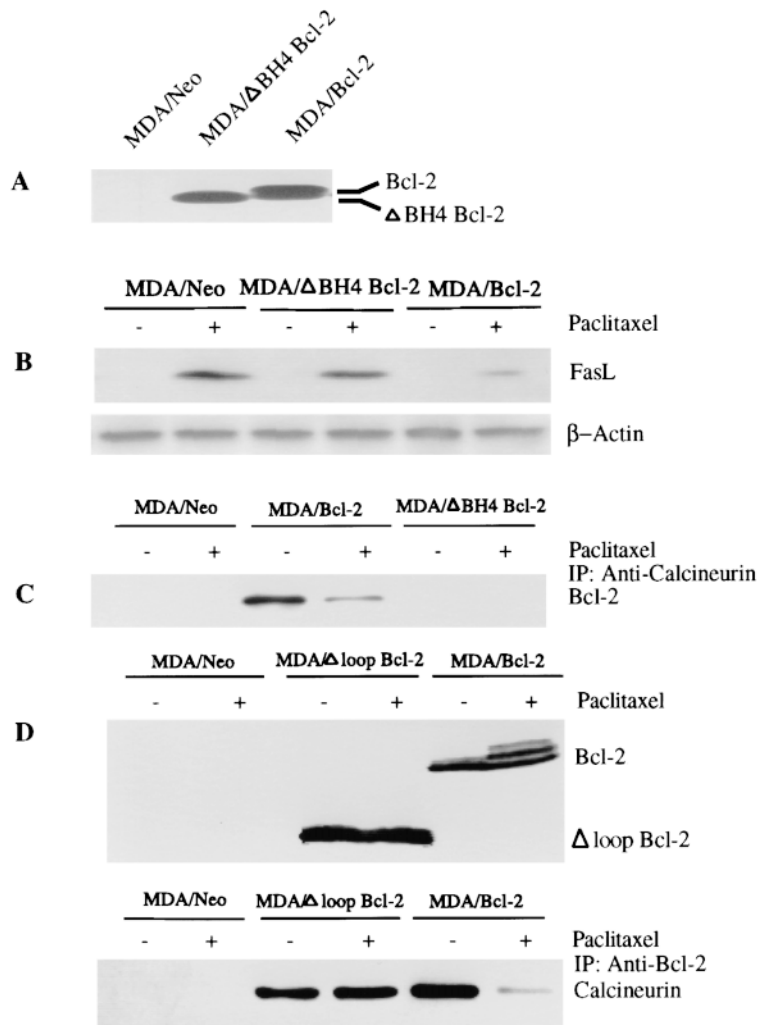 MDA/Neo
MDA/ΔBH4 Bcl-2
MDA/Bcl-2
A
Bcl-2
Δ BH4 Bcl-2
MDA/Neo MDA/ΔBH4 Bcl-2 MDA/Bcl-2
- + - + - + Paclitaxel
B
FasL
β–Actin
MDA/Neo MDA/Bcl-2 MDA/ΔBH4 Bcl-2
- + - + - + Paclitaxel
IP: Anti-Calcineurin
C
Bcl-2
MDA/Neo MDA/Δ loop Bcl-2 MDA/Bcl-2
- + - + - + Paclitaxel
D
Bcl-2
Δ loop Bcl-2
MDA/Neo MDA/Δ loop Bcl-2 MDA/Bcl-2
- + - + - + Paclitaxel
IP: Anti-Bcl-2
Calcineurin